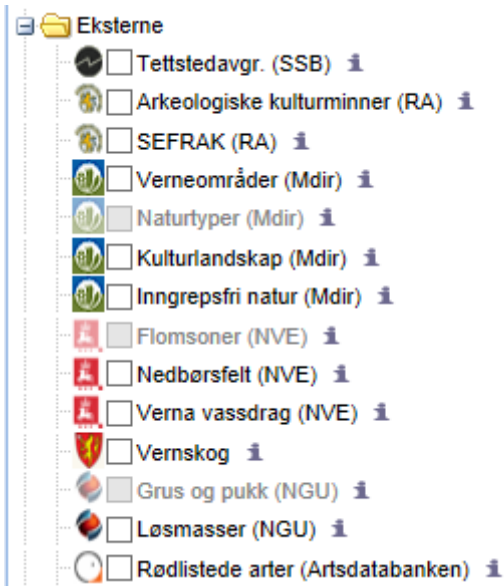 Eksterne
Tettstedavgr. (SSB)
Arkeologiske kulturminner (RA)
SEFRAK (RA)
Verneområder (Mdir)
Naturtyper (Mdir)
Kulturlandskap (Mdir)
Inngrepsfri natur (Mdir)
Flomsoner (NVE)
Nedbørsfelt (NVE)
Verna vassdrag (NVE)
Vernskog
Grus og pukk (NGU)
Løsmasser (NGU)
Rødlistede arter (Artsdatabanken)